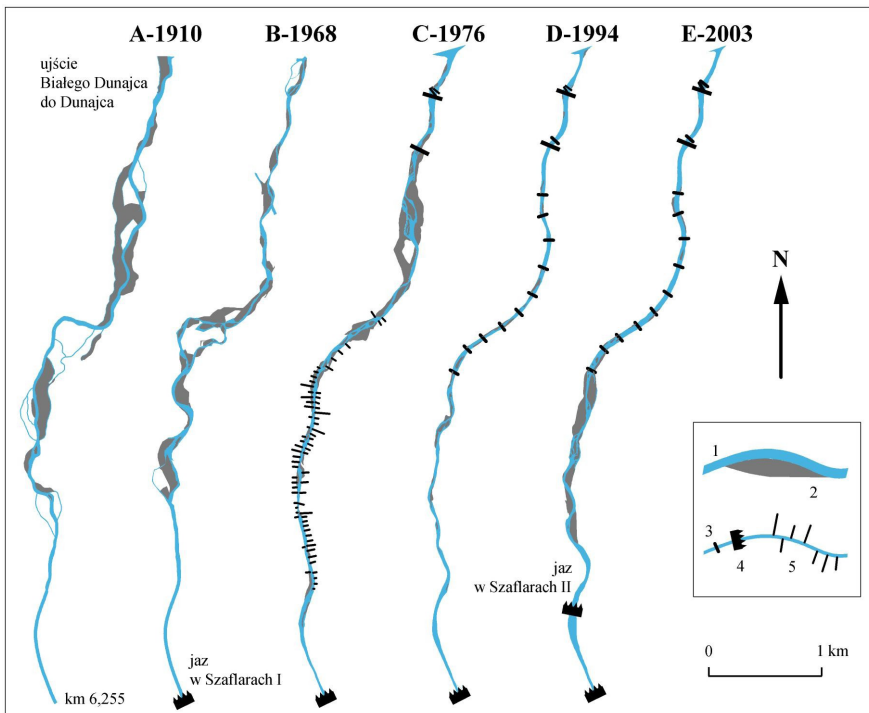 A-1910 B-1968 C-1976 D-1994 E-2003
ujście
Białego Dunajca
do Dunajca
N
1
2
3
4
5
jaz
w Szaflarach II
jaz
w Szaflarach I
km 6,255
0 1 km